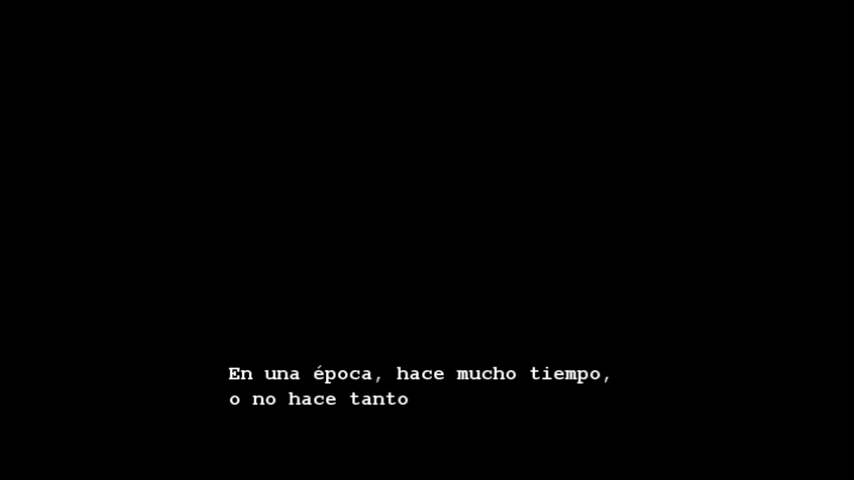 En una época, hace mucho tiempo,
o no hace tanto